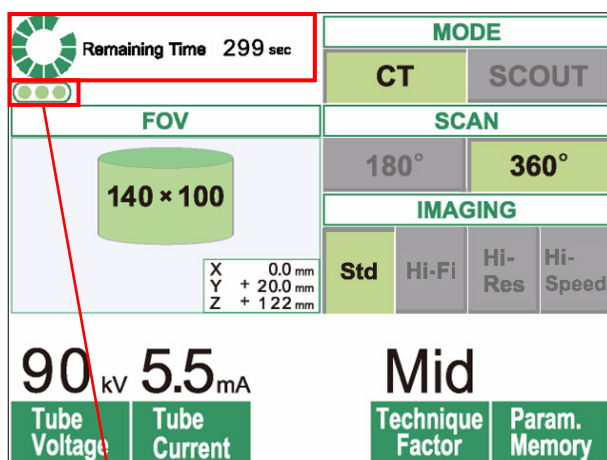 Remaining Time 299 sec
MODE
CT SCOUT
FOV
140 × 100
X 0.0 mm
Y + 20.0 mm
Z + 122 mm
SCAN
180° 360°
IMAGING
Std Hi-Fi Hi-Res Hi-Speed
90 kV 5.5 mA Mid
Tube Voltage
Tube Current
Technique Factor
Param. Memory